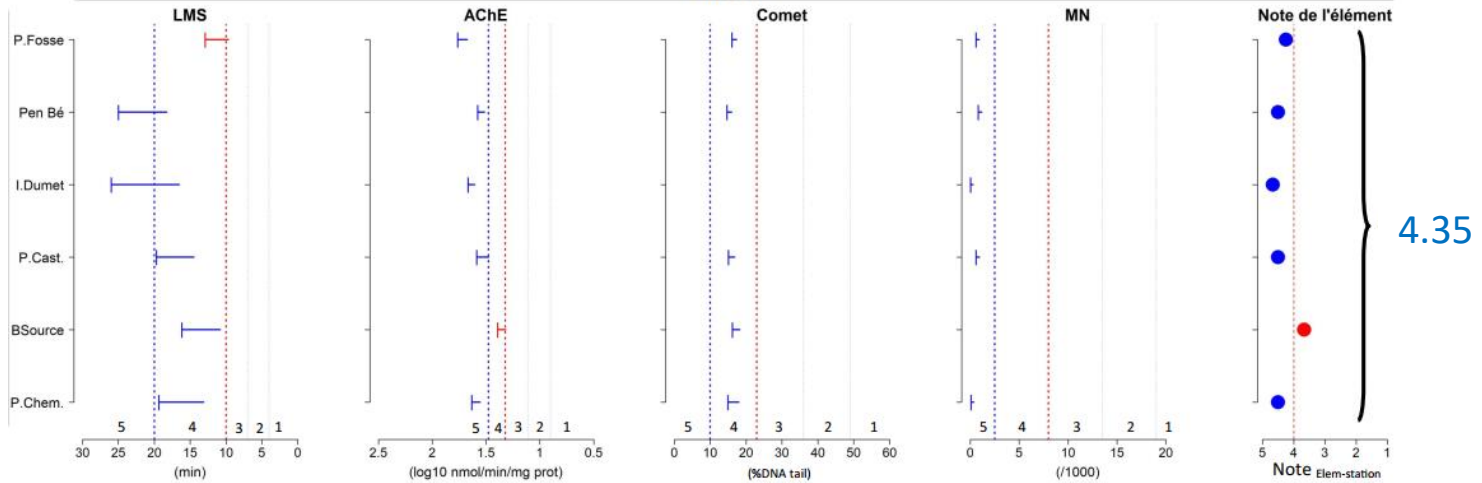 LMS AChE Comet MN Note de l'élément
P.Fosse
Pen Bé
I.Dumet
P.Cast.
BSource
P.Chem.
4.35
5 4 3 2 1 5 4 3 2 1 5 4 3 2 1 5 4 3 2 1
30 25 20 15 10 5 0 2.5 2 1.5 1 0.5 0 10 20 30 40 50 60 0 5 10 15 20 5 4 3 2 1
(min) (log10 nmol/min/mg prot) (%DNA tail) (/1000) Note Elem-station